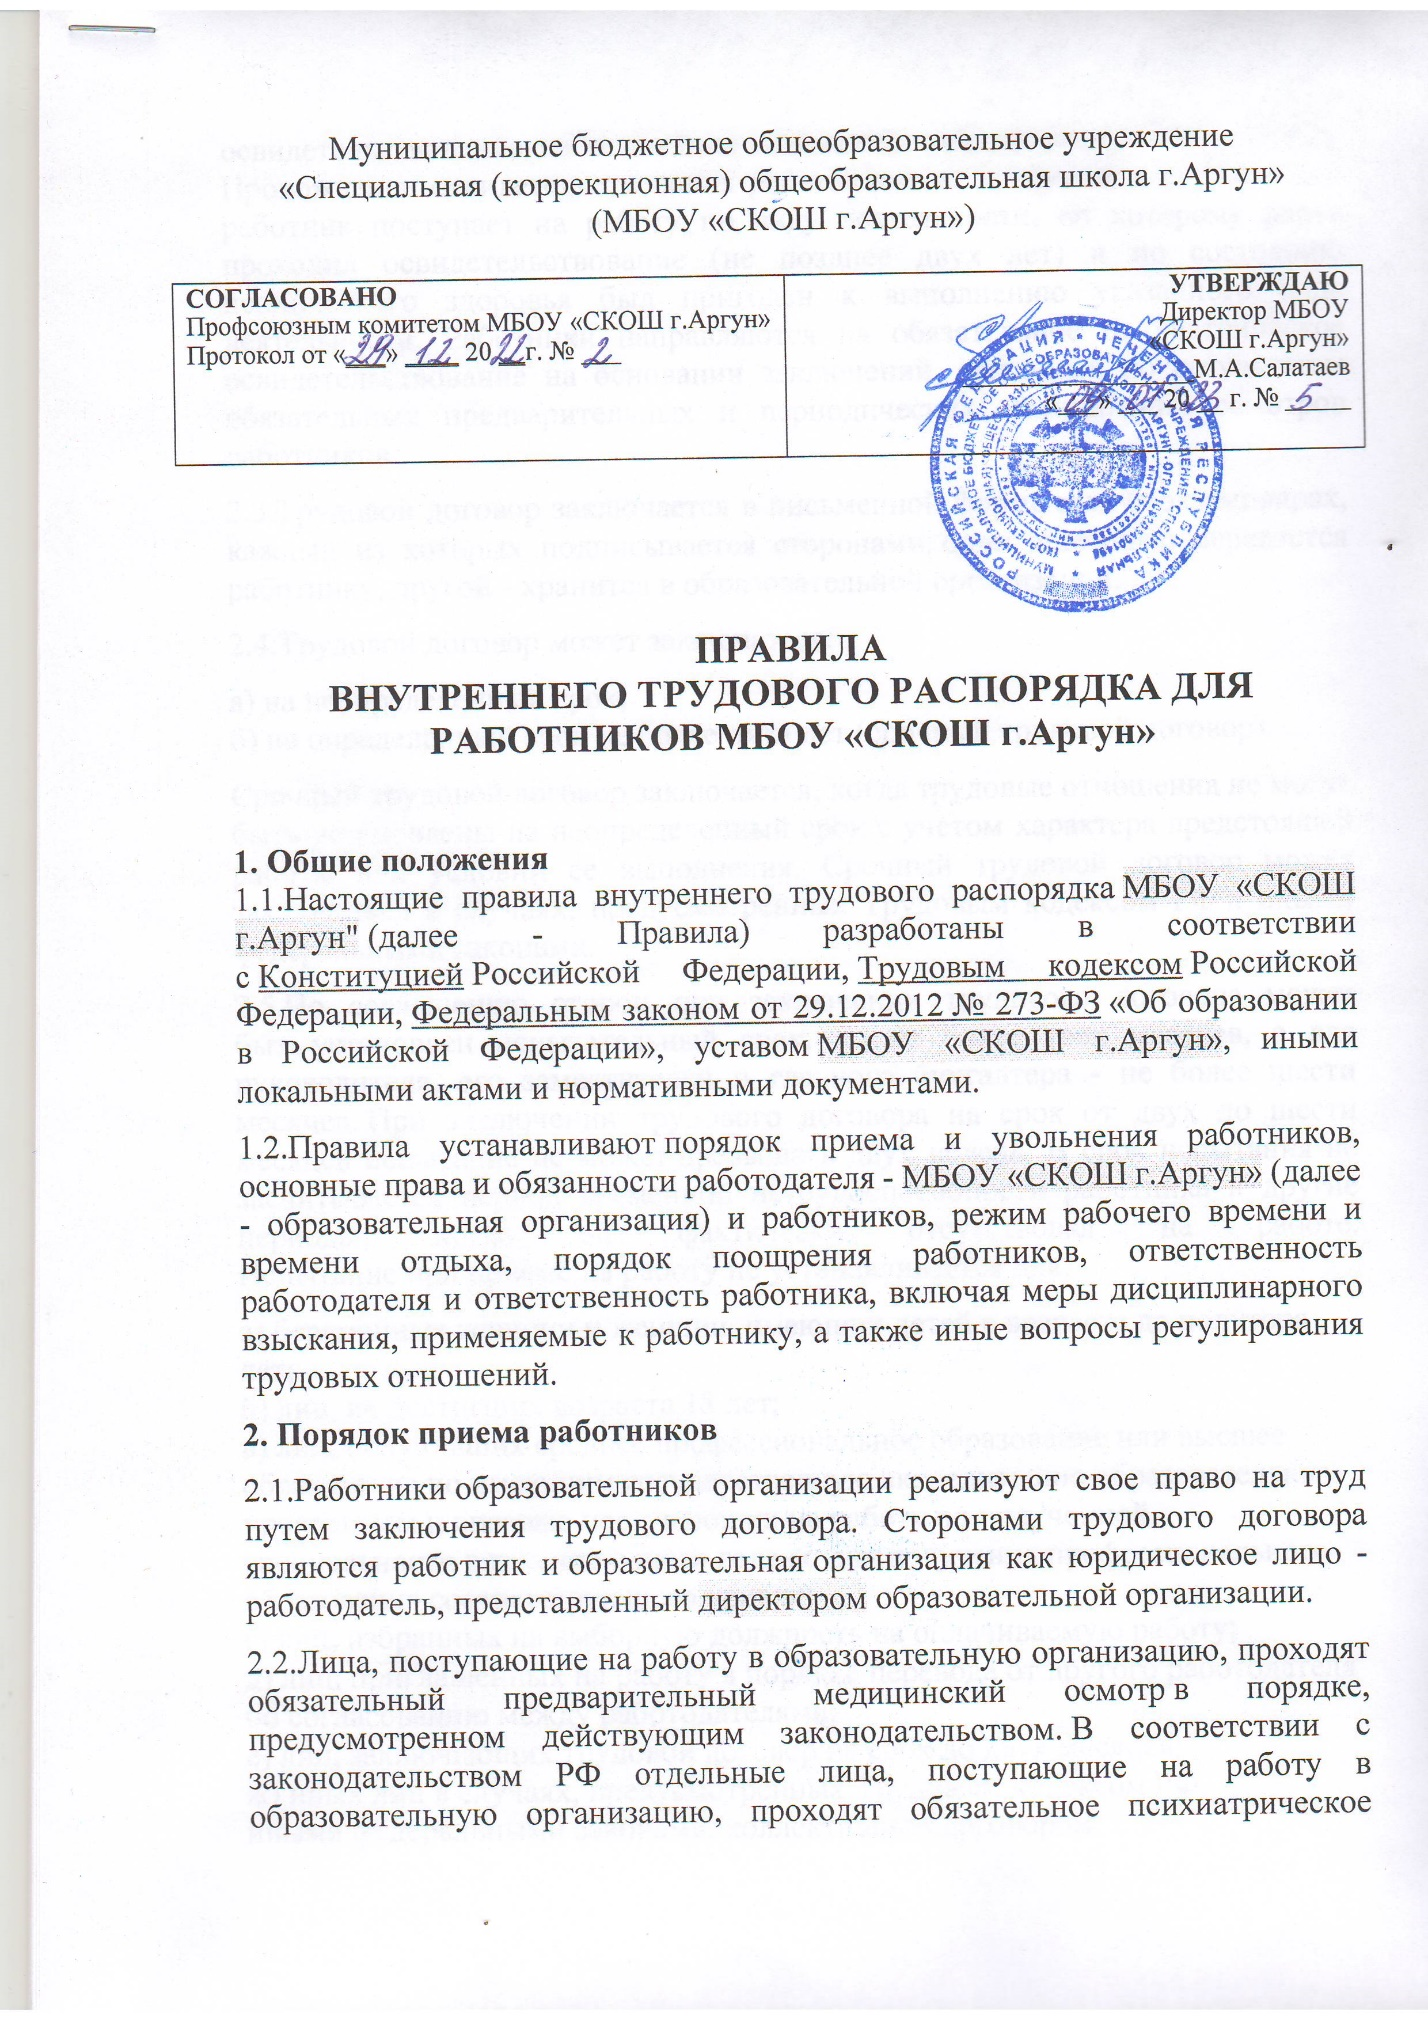 Муниципальное бюджетное общеобразовательное учреждение
«Специальная (коррекционная) общеобразовательная школа г.Аргун»
(МБОУ «СКОШ г.Аргун»)
СОГЛАСОВАНО
Профсоюзным комитетом МБОУ «СКОШ г.Аргун»
Протокол от «29» 12 2022г. № 2
УТВЕРЖДАЮ
Директор МБОУ
«СКОШ г.Аргун»
М.А.Салатаев
«09» 01 2023 г. № 5
РОССИЙСКАЯ ФЕДЕРАЦИЯ * ЧЕЧЕНСКАЯ РЕСПУБЛИКА
ПРАВИЛА
ВНУТРЕННЕГО ТРУДОВОГО РАСПОРЯДКА ДЛЯ
РАБОТНИКОВ МБОУ «СКОШ г.Аргун»
1. Общие положения
1.1.Настоящие правила внутреннего трудового распорядка МБОУ «СКОШ
г.Аргун" (далее - Правила) разработаны в соответствии
с Конституцией Российской Федерации, Трудовым кодексом Российской
Федерации, Федеральным законом от 29.12.2012 № 273-ФЗ «Об образовании
в Российской Федерации», уставом МБОУ «СКОШ г.Аргун», иными
локальными актами и нормативными документами.
1.2.Правила устанавливают порядок приема и увольнения работников,
основные права и обязанности работодателя - МБОУ «СКОШ г.Аргун» (далее
- образовательная организация) и работников, режим рабочего времени и
времени отдыха, порядок поощрения работников, ответственность
работодателя и ответственность работника, включая меры дисциплинарного
взыскания, применяемые к работнику, а также иные вопросы регулирования
трудовых отношений.
2. Порядок приема работников
2.1.Работники образовательной организации реализуют свое право на труд
путем заключения трудового договора. Сторонами трудового договора
являются работник и образовательная организация как юридическое лицо -
работодатель, представленный директором образовательной организации.
2.2.Лица, поступающие на работу в образовательную организацию, проходят
обязательный предварительный медицинский осмотр в порядке,
предусмотренном действующим законодательством. В соответствии с
законодательством РФ отдельные лица, поступающие на работу в
образовательную организацию, проходят обязательное психиатрическое